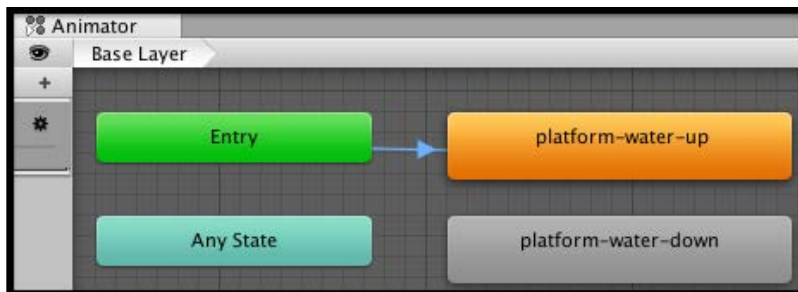 Animator
Base Layer
+
Entry
platform-water-up
Any State
platform-water-down